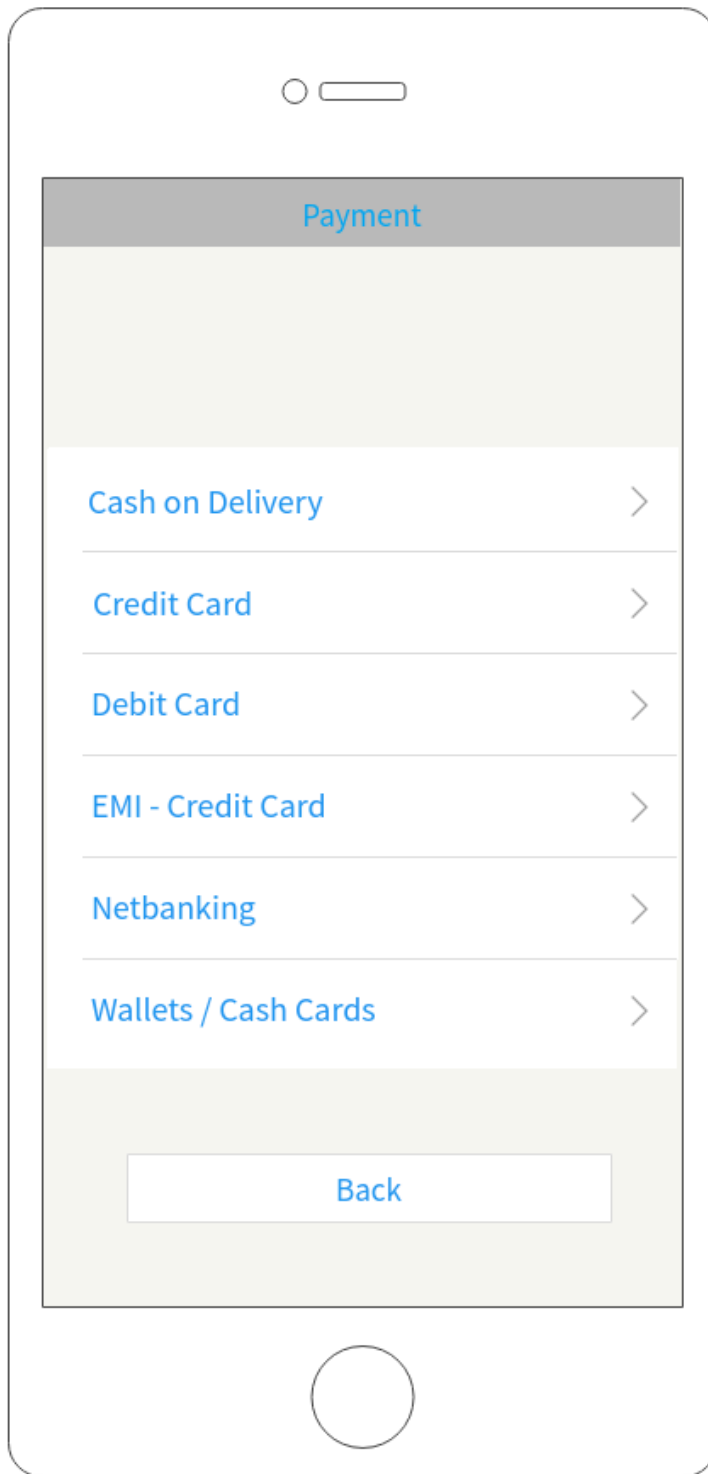 Payment
Cash on Delivery
Credit Card
Debit Card
EMI - Credit Card
Netbanking
Wallets / Cash Cards
Back